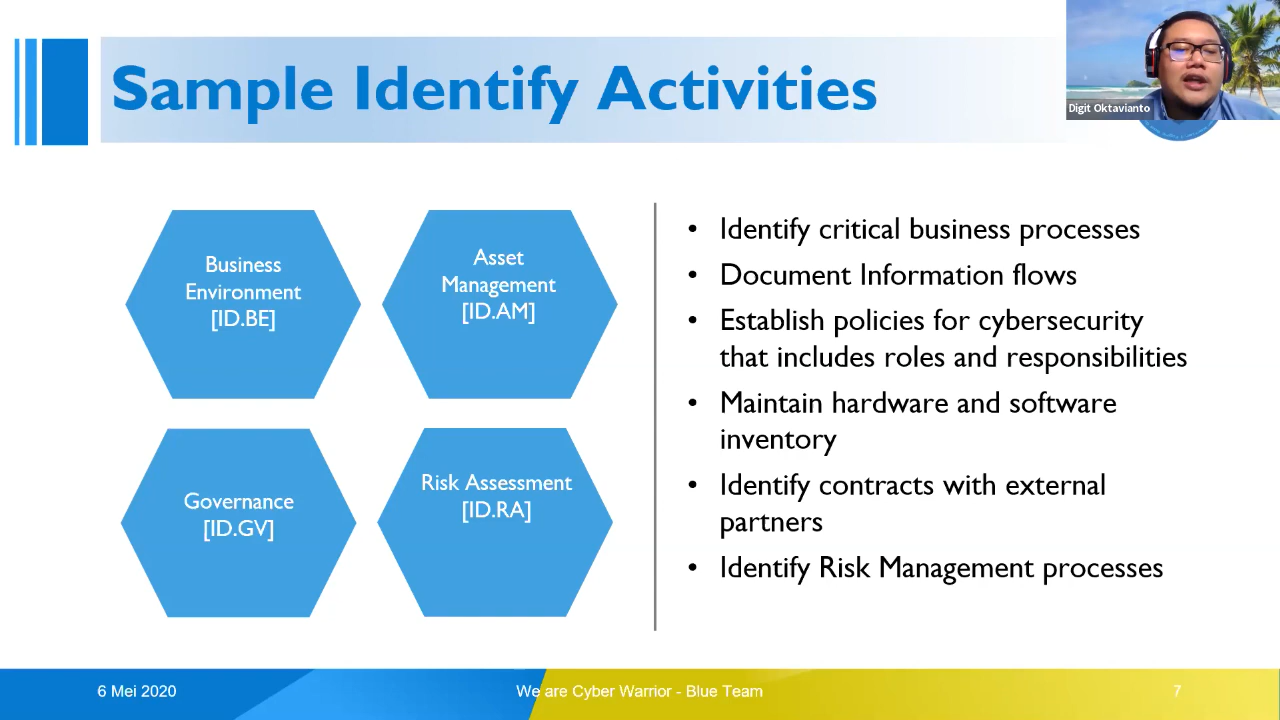 Sample Identify Activities
Digit Oktavianto
Business
Environment
[ID.BE]
Asset
Management
[ID.AM]
Governance
[ID.GV]
Risk Assessment
[ID.RA]
• Identify critical business processes
• Document Information flows
• Establish policies for cybersecurity
that includes roles and responsibilities
• Maintain hardware and software
inventory
• Identify contracts with external
partners
• Identify Risk Management processes
6 Mei 2020
We are Cyber Warrior - Blue Team
7